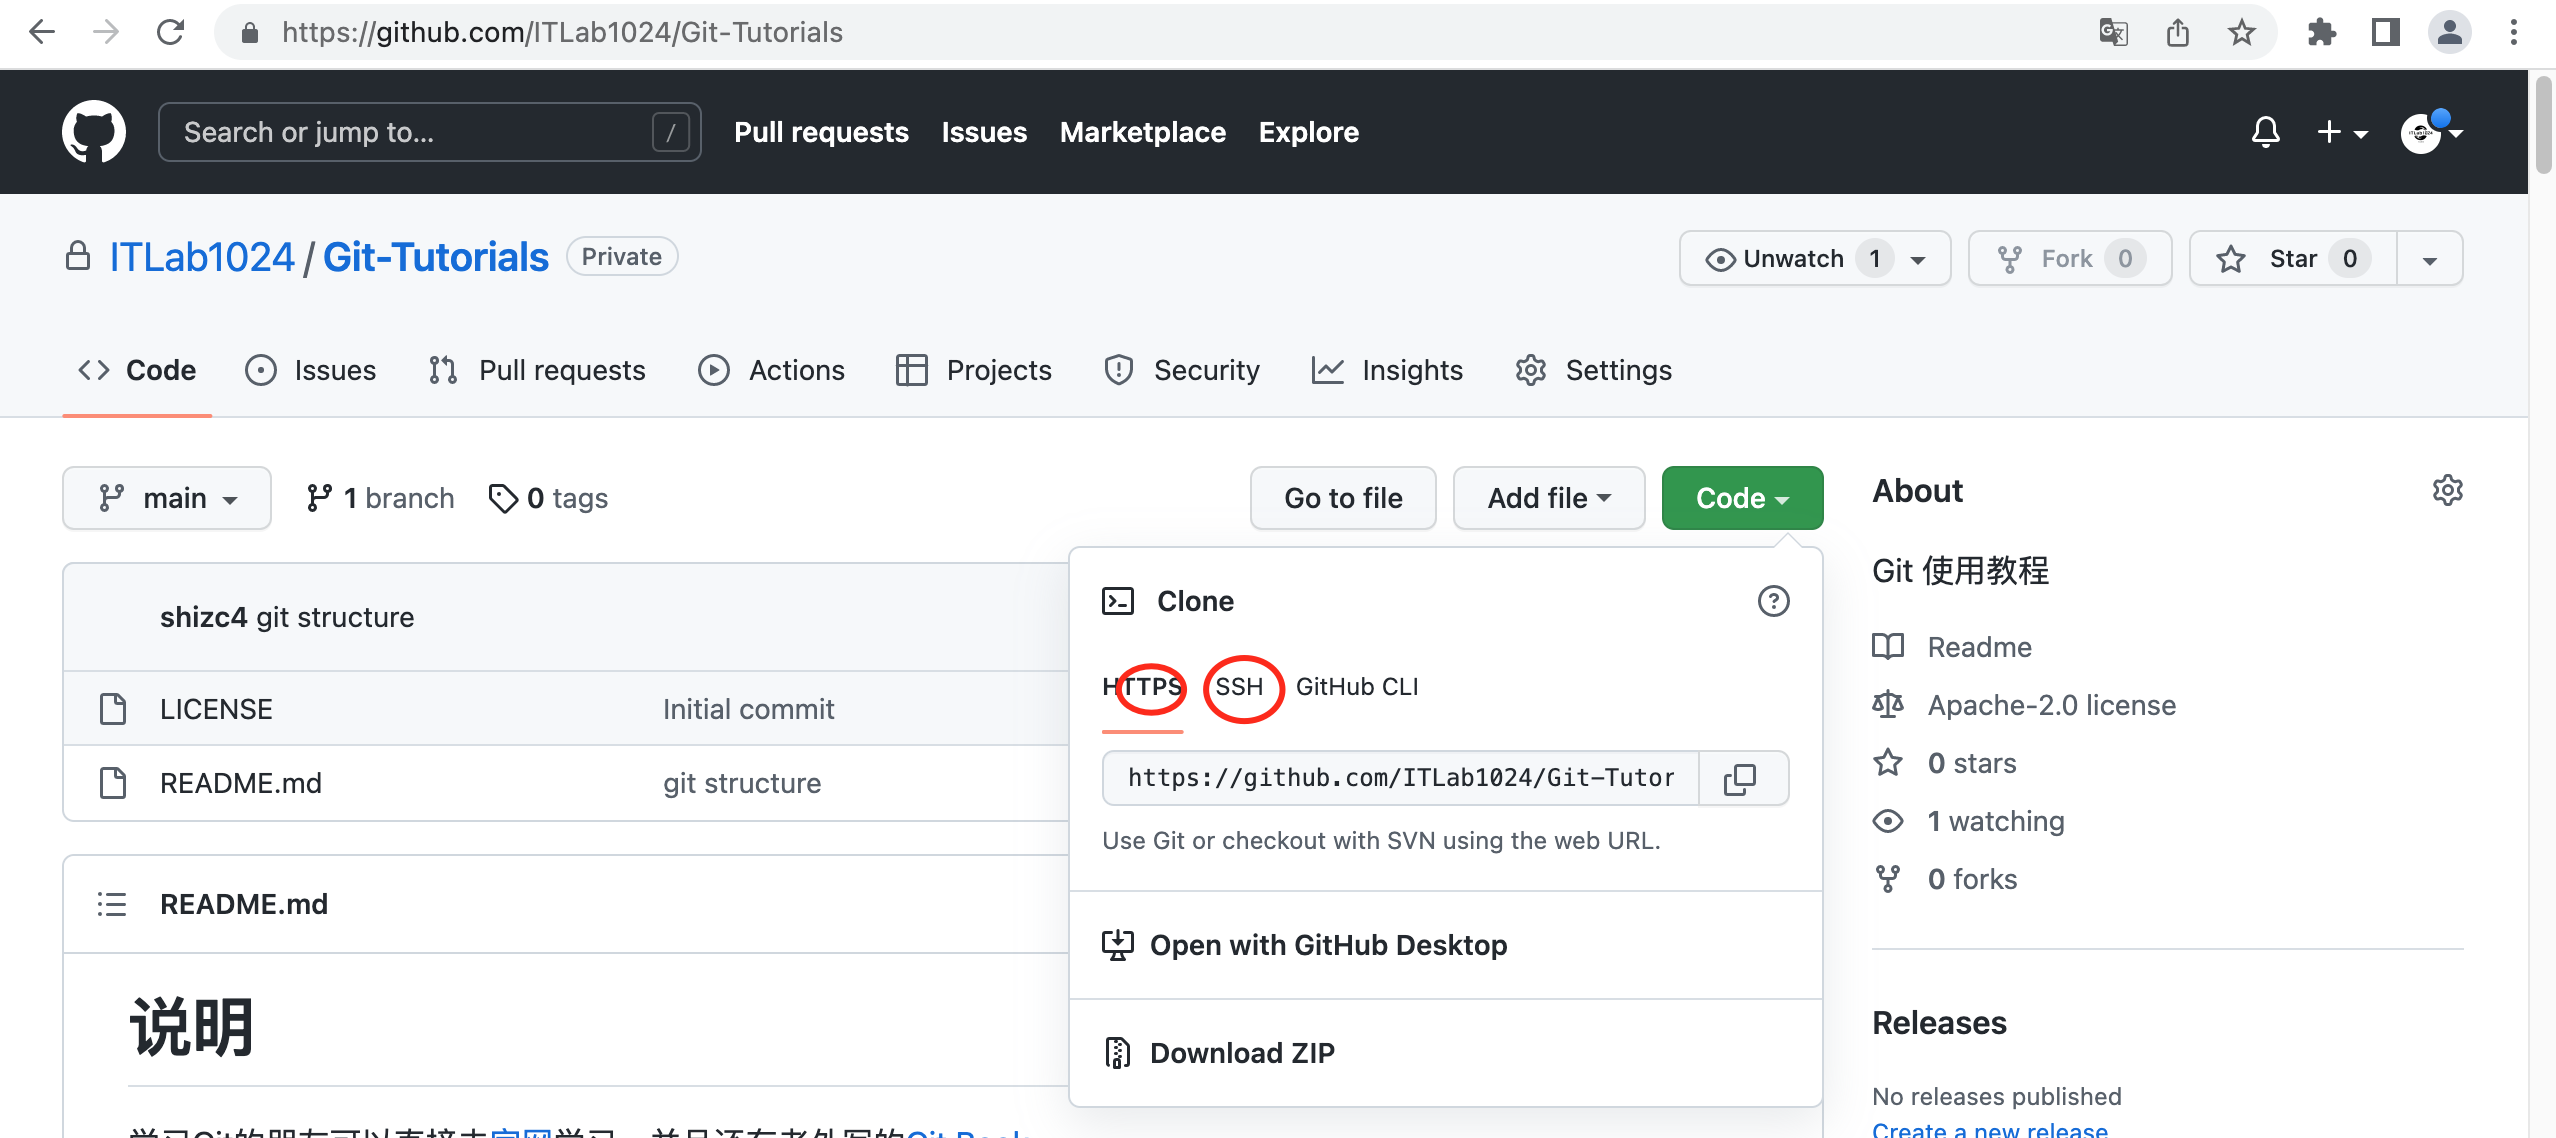 https://github.com/ITLab1024/Git-Tutorials
Search or jump to... /
Pull requests Issues Marketplace Explore
ITLab1024 / Git-Tutorials Private
Unwatch 1 Fork 0 Star 0
Code Issues Pull requests Actions Projects Security Insights Settings
main 1 branch 0 tags
Go to file Add file Code
shizc4 git structure
LICENSE Initial commit
README.md git structure
README.md
说明
Clone
HTTPS SSH GitHub CLI
https://github.com/ITLab1024/Git-Tutor
Use Git or checkout with SVN using the web URL.
Open with GitHub Desktop
Download ZIP
About
Git 使用教程
Readme
Apache-2.0 license
0 stars
1 watching
0 forks
Releases
No releases published
Create a new release